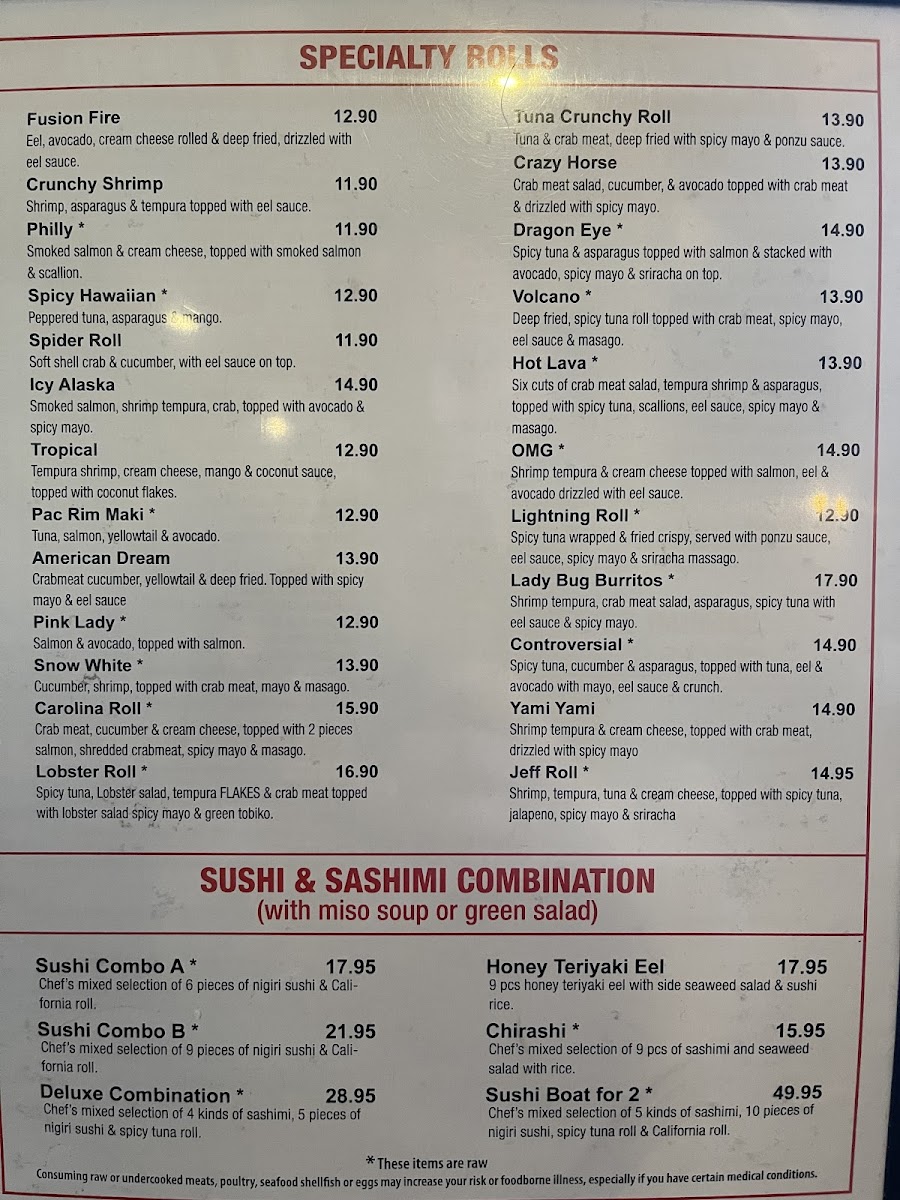 SPECIALTY ROLLS
Fusion Fire 12.90
Eel, avocado, cream cheese rolled & deep fried, drizzled with
eel sauce.
Crunchy Shrimp 11.90
Shrimp, asparagus & tempura topped with eel sauce.
Philly * 11.90
Smoked salmon & cream cheese, topped with smoked salmon
& scallion.
Spicy Hawaiian * 12.90
Peppered tuna, asparagus & mango.
Spider Roll 11.90
Soft shell crab & cucumber, with eel sauce on top.
Icy Alaska 14.90
Smoked salmon, shrimp tempura, crab, topped with avocado &
spicy mayo.
Tropical 12.90
Tempura shrimp, cream cheese, mango & coconut sauce,
topped with coconut flakes.
Pac Rim Maki * 12.90
Tuna, salmon, yellowtail & avocado.
American Dream 13.90
Crabmeat cucumber, yellowtail & deep fried. Topped with spicy
mayo & eel sauce
Pink Lady * 12.90
Salmon & avocado, topped with salmon.
Snow White * 13.90
Cucumber, shrimp, topped with crab meat, mayo & masago.
Carolina Roll * 15.90
Crab meat, cucumber & cream cheese, topped with 2 pieces
salmon, shredded crabmeat, spicy mayo & masago.
Lobster Roll * 16.90
Spicy tuna, Lobster salad, tempura FLAKES & crab meat topped
with lobster salad spicy mayo & green tobiko.
Tuna Crunchy Roll 13.90
Tuna & crab meat, deep fried with spicy mayo & ponzu sauce.
Crazy Horse 13.90
Crab meat salad, cucumber, & avocado topped with crab meat
& drizzled with spicy mayo.
Dragon Eye * 14.90
Spicy tuna & asparagus topped with salmon & stacked with
avocado, spicy mayo & sriracha on top.
Volcano * 13.90
Deep fried, spicy tuna roll topped with crab meat, spicy mayo,
eel sauce & masago.
Hot Lava * 13.90
Six cuts of crab meat salad, tempura shrimp & asparagus,
topped with spicy tuna, scallions, eel sauce, spicy mayo &
masago.
OMG * 14.90
Shrimp tempura & cream cheese topped with salmon, eel &
avocado drizzled with eel sauce.
Lightning Roll * 12.90
Spicy tuna wrapped & fried crispy, served with ponzu sauce,
eel sauce, spicy mayo & sriracha massago.
Lady Bug Burritos * 17.90
Shrimp tempura, crab meat salad, asparagus, spicy tuna with
eel sauce & spicy mayo.
Controversial * 14.90
Spicy tuna, cucumber & asparagus, topped with tuna, eel &
avocado with mayo, eel sauce & crunch.
Yami Yami 14.90
Shrimp tempura & cream cheese, topped with crab meat,
drizzled with spicy mayo
Jeff Roll * 14.95
Shrimp, tempura, tuna & cream cheese, topped with spicy tuna,
jalapeno, spicy mayo & sriracha
SUSHI & SASHIMI COMBINATION
(with miso soup or green salad)
Sushi Combo A * 17.95
Chef's mixed selection of 6 pieces of nigiri sushi & Cali-
fornia roll.
Sushi Combo B * 21.95
Chef's mixed selection of 9 pieces of nigiri sushi & Cali-
fornia roll.
Deluxe Combination * 28.95
Chef's mixed selection of 4 kinds of sashimi, 5 pieces of
nigiri sushi & spicy tuna roll.
Honey Teriyaki Eel 17.95
9 pcs honey teriyaki eel with side seaweed salad & sushi
rice.
Chirashi * 15.95
Chef's mixed selection of 9 pcs of sashimi and seaweed
salad with rice.
Sushi Boat for 2 * 49.95
Chef's mixed selection of 5 kinds of sashimi, 10 pieces of
nigiri sushi, spicy tuna roll & California roll.
* These items are raw
Consuming raw or undercooked meats, poultry, seafood shellfish or eggs may increase your risk or foodborne illness, especially if you have certain medical conditions.